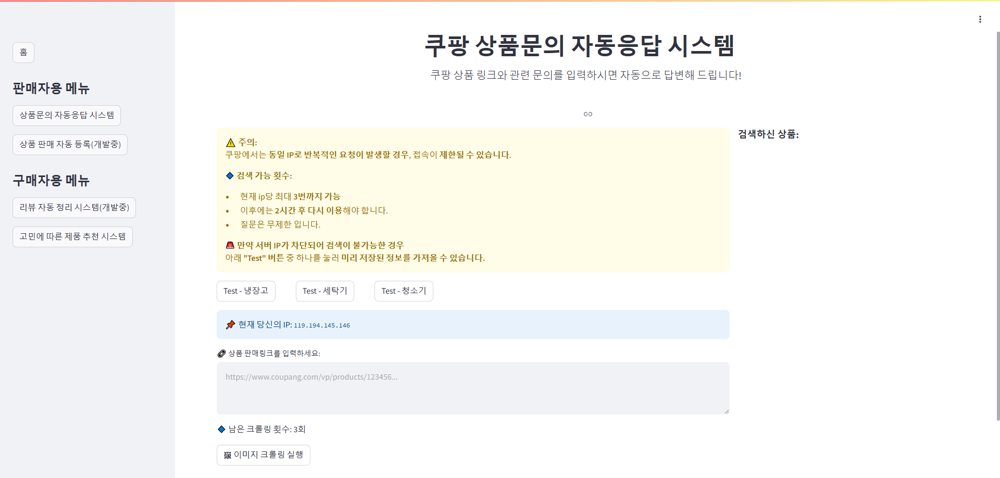 홈
판매자용 메뉴
상품문의 자동응답 시스템
상품 판매 자동 등록(개발중)
구매자용 메뉴
리뷰 자동 정리 시스템(개발중)
고민에 따른 제품 추천 시스템
쿠팡 상품문의 자동응답 시스템
쿠팡 상품 링크와 관련 문의를 입력하시면 자동으로 답변해 드립니다!
⚠️ 주의:
쿠팡에서는 동일 IP로 반복적인 요청이 발생할 경우, 접속이 제한될 수 있습니다.
🔷 검색 가능 횟수:
• 현재 ip당 최대 3번까지 가능
• 이후에는 2시간 후 다시 이용해야 합니다.
• 질문은 무제한 입니다.
🚨 만약 서버 IP가 차단되어 검색이 불가능한 경우
아래 "Test" 버튼 중 하나를 눌러 미리 저장된 정보를 가져올 수 있습니다.
Test - 냉장고
Test - 세탁기
Test - 청소기
📌 현재 당신의 IP: 119.194.145.146
🔗 상품 판매링크를 입력하세요:
https://www.coupang.com/vp/products/123456...
🔷 남은 크롤링 횟수: 3회
🖼 이미지 크롤링 실행
검색하신 상품: